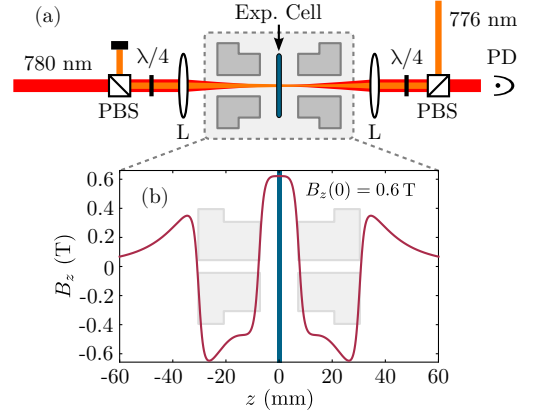 (a)
Exp. Cell
776 nm
780 nm
λ/4
λ/4
PD
PBS
L
L
PBS
(b)
B_z(0) = 0.6 T
B_z (T)
0.6
0.4
0.2
0
-0.2
-0.4
-0.6
-60 -40 -20 0 20 40 60
z (mm)